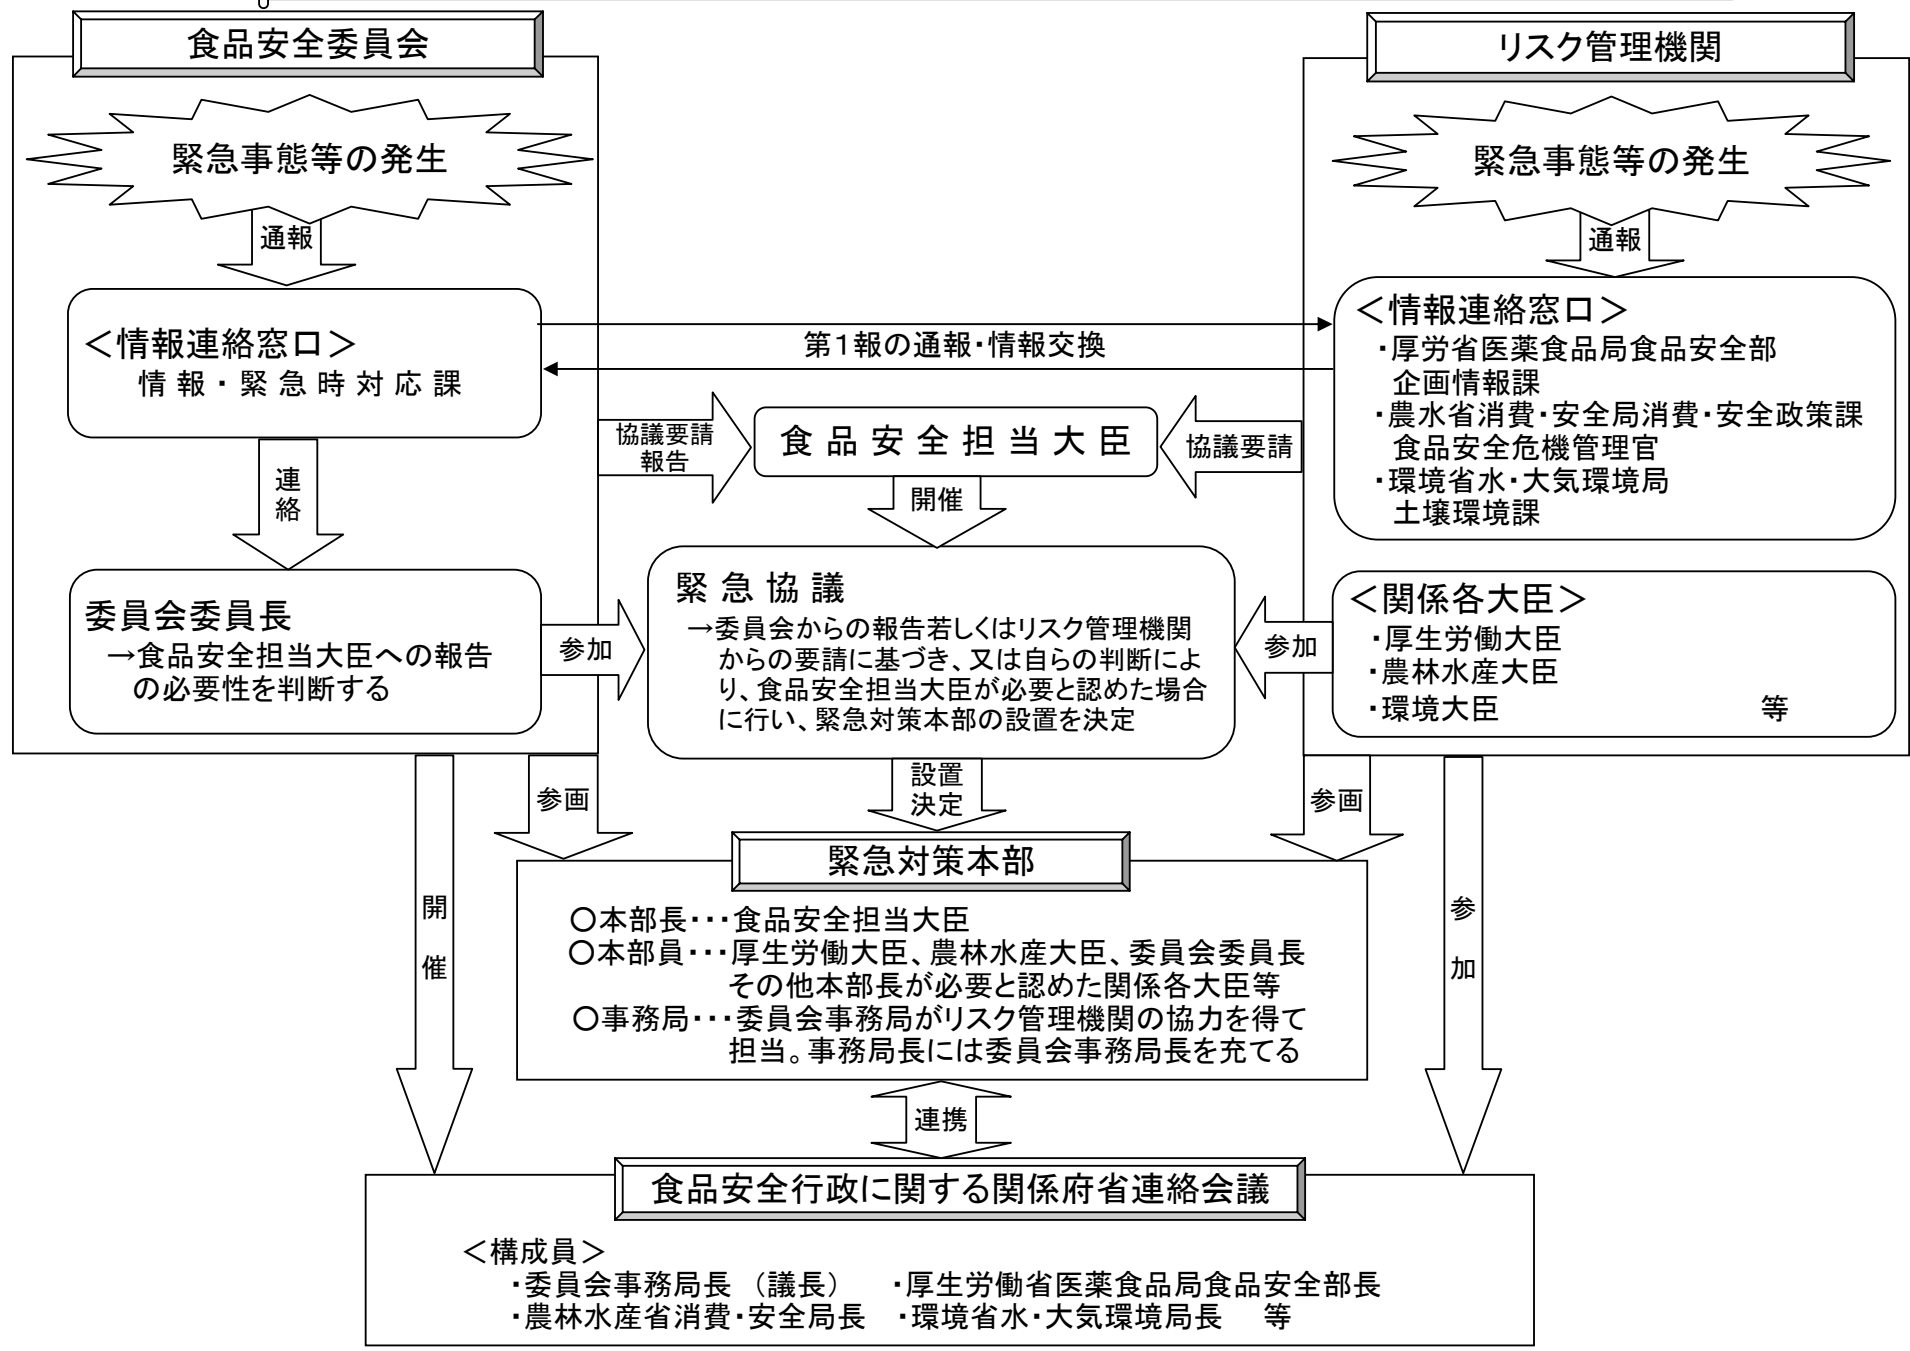 食品安全委員会
緊急事態等の発生
通報
＜情報連絡窓口＞
情報・緊急時対応課
連
絡
委員会委員長
→食品安全担当大臣への報告
の必要性を判断する
リスク管理機関
緊急事態等の発生
通報
＜情報連絡窓口＞
・厚労省医薬食品局食品安全部
企画情報課
・農水省消費・安全局消費・安全政策課
食品安全危機管理官
・環境省水・大気環境局
土壌環境課
＜関係各大臣＞
・厚生労働大臣
・農林水産大臣
・環境大臣 等
第１報の通報・情報交換
協議要請
報告
食品安全担当大臣
協議要請
開催
参加
緊急協議
→委員会からの報告若しくはリスク管理機関
からの要請に基づき、又は自らの判断によ
り、食品安全担当大臣が必要と認めた場合
に行い、緊急対策本部の設置を決定
参加
開
催
参画
設置
決定
参画
参
加
緊急対策本部
○本部長・・・食品安全担当大臣
○本部員・・・厚生労働大臣、農林水産大臣、委員会委員長
その他本部長が必要と認めた関係各大臣等
○事務局・・・委員会事務局がリスク管理機関の協力を得て
担当。事務局長には委員会事務局長を充てる
連携
食品安全行政に関する関係府省連絡会議
＜構成員＞
・委員会事務局長（議長） ・厚生労働省医薬食品局食品安全部長
・農林水産省消費・安全局長 ・環境省水・大気環境局長 等